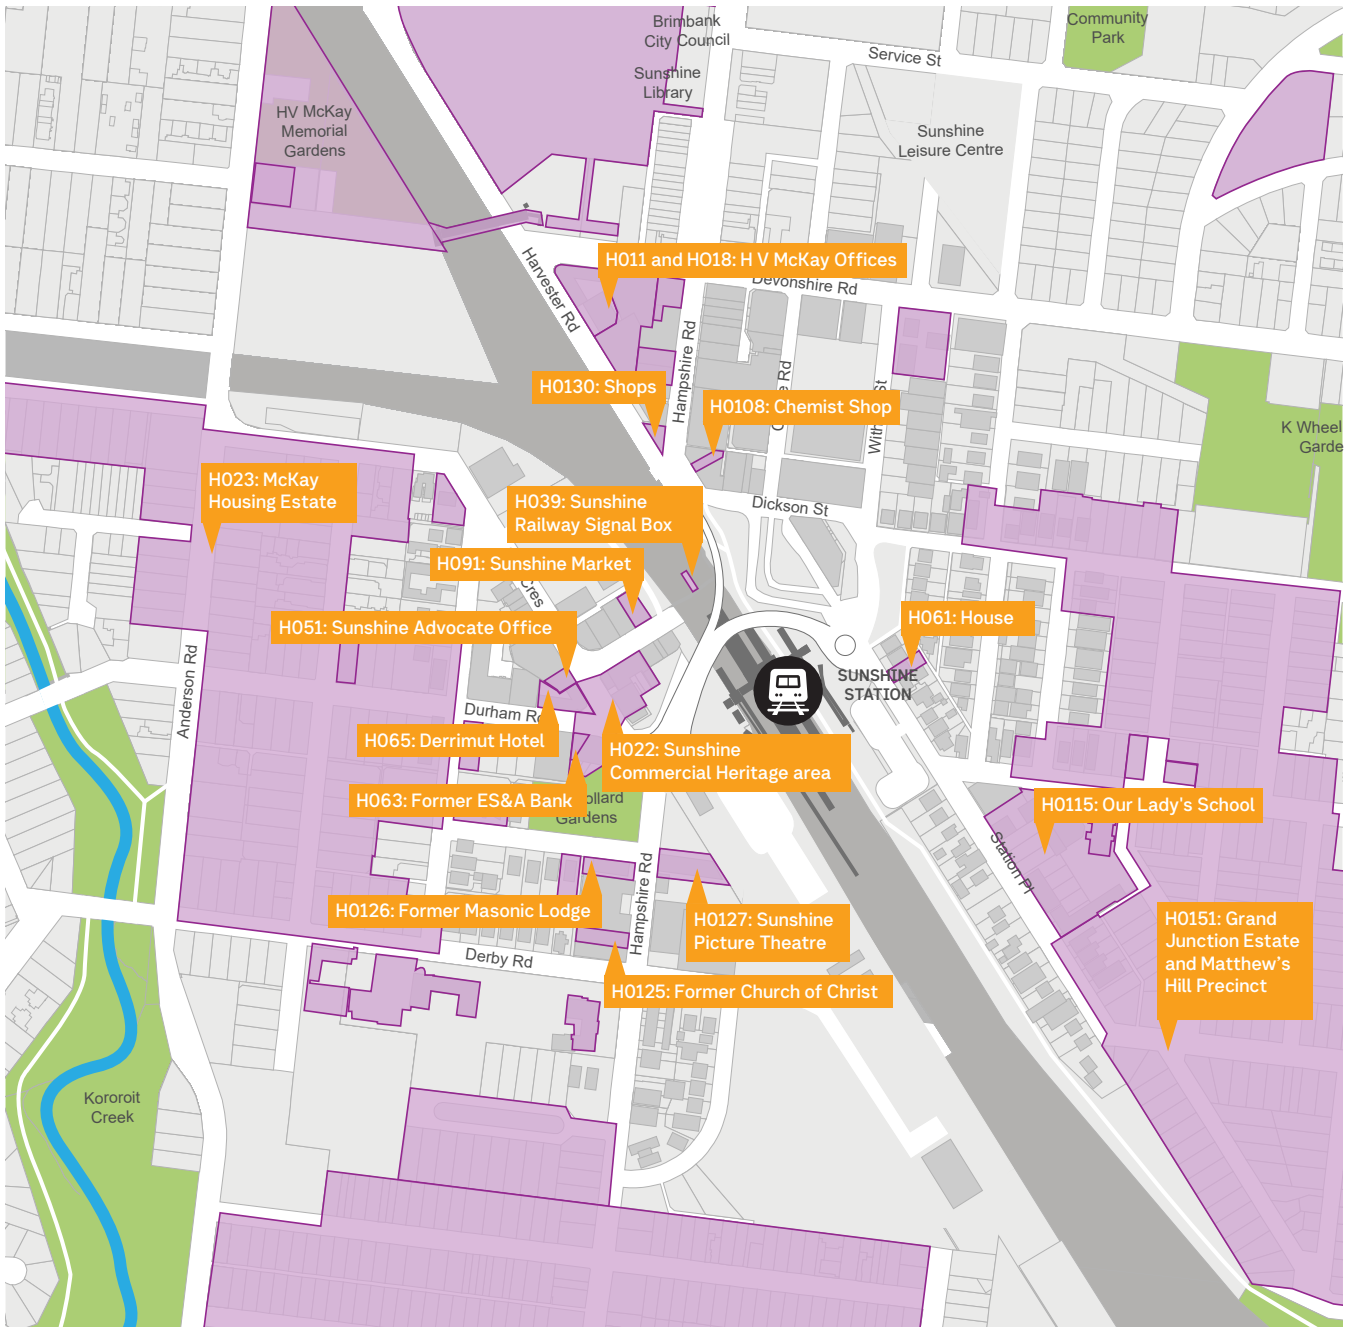 Brimbank
City Council
Community
Park
Service St
Sunshine
Library
HV McKay
Memorial
Gardens
Sunshine
Leisure Centre
H011 and HO18: H V McKay Offices
Devonshire Rd
Harvester Rd
Hampshire Rd
H0130: Shops
H0108: Chemist Shop
K Wheel
Garde
H023: McKay
Housing Estate
H039: Sunshine
Railway Signal Box
Dickson St
H091: Sunshine Market
H051: Sunshine Advocate Office
H061: House
SUNSHINE
STATION
Anderson Rd
Durham Rd
H065: Derrimut Hotel
H022: Sunshine
Commercial Heritage area
H063: Former ES&A Bank
ollard
Gardens
H0115: Our Lady's School
Station Pl
Hampshire Rd
H0126: Former Masonic Lodge
H0127: Sunshine
Picture Theatre
H0151: Grand
Junction Estate
and Matthew's
Hill Precinct
Derby Rd
H0125: Former Church of Christ
Kororoit
Creek